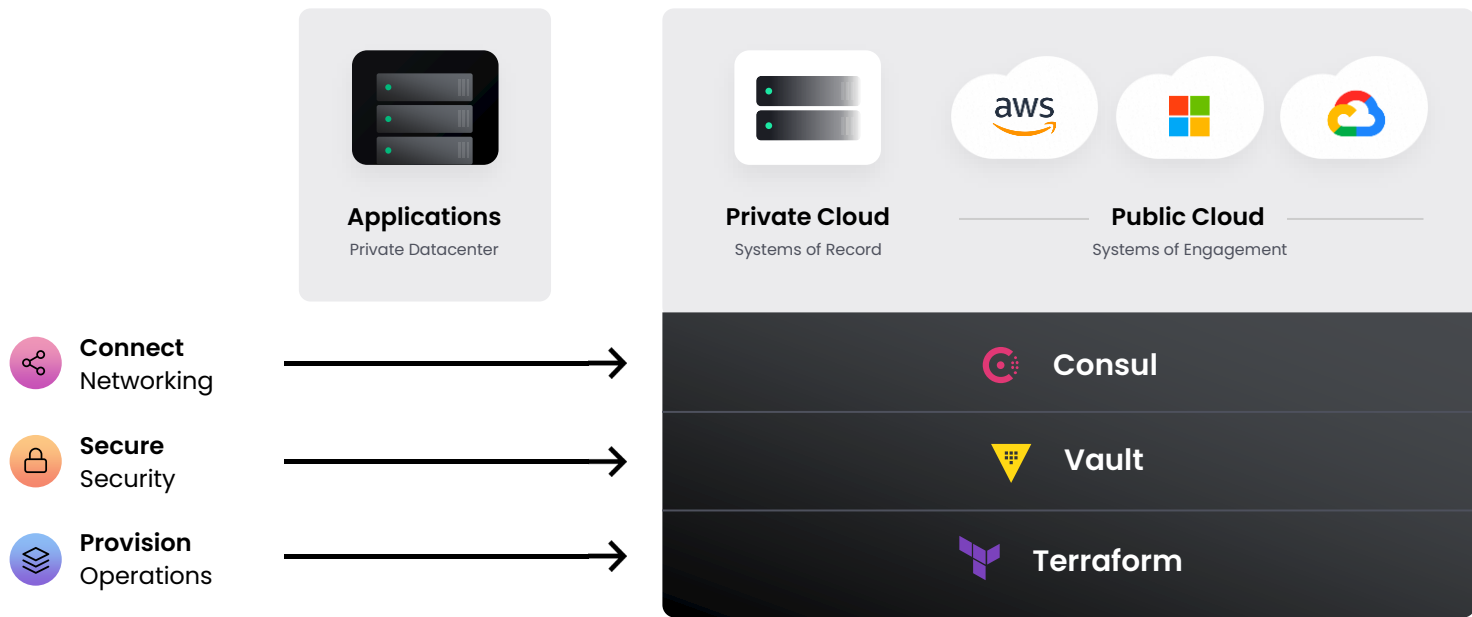 aws
Applications
Private Datacenter
Private Cloud
Systems of Record
Public Cloud
Systems of Engagement
Connect
Networking
Consul
Secure
Security
Vault
Provision
Operations
Terraform